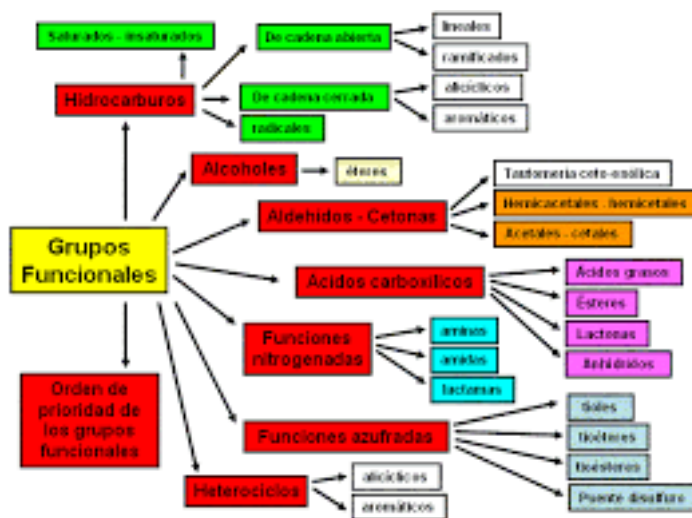 Saturados - insaturados
De cadena abierta
lineales
ramificados
Hidrocarburos
De cadena cerrada
alicíclicos
aromáticos
radicales
Alcoholes
éteres
Aldehidos - Cetonas
Tautomería ceto-enólica
Hemicacetales - hemicetales
Acetales - cetales
Grupos
Funcionales
Acidos carboxílicos
Ácidos grasos
Ésteres
Lactonas
Anhídridos
Funciones
nitrogenadas
aminas
amidas
lactamas
Orden de
prioridad de
los grupos
funcionales
Funciones azufradas
tioles
tioéteres
tioésteres
Puente disulfuro
Heterociclos
alicíclicos
aromáticos